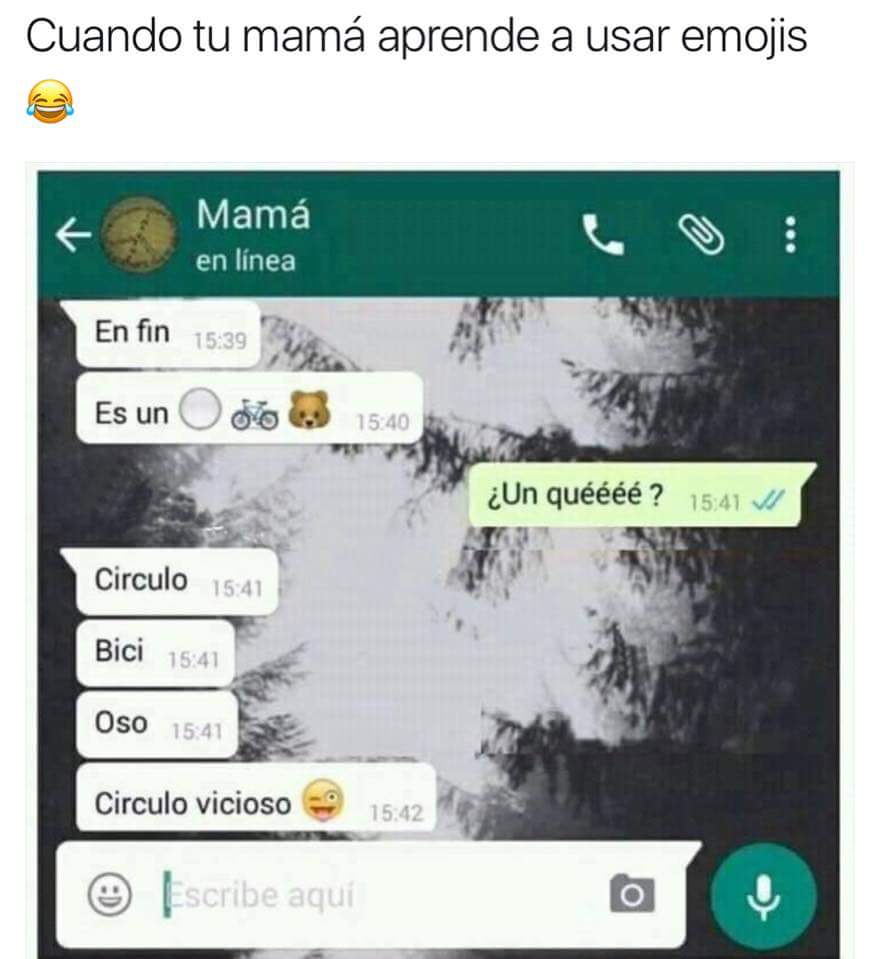 Cuando tu mamá aprende a usar emojis
😂
Mamá
en línea
En fin 15:39
Es un ⚪🚲🐻 15:40
¿Un quéééé ? 15:41
Circulo 15:41
Bici 15:41
Oso 15:41
Circulo vicioso 😜 15:42
Escribe aquí